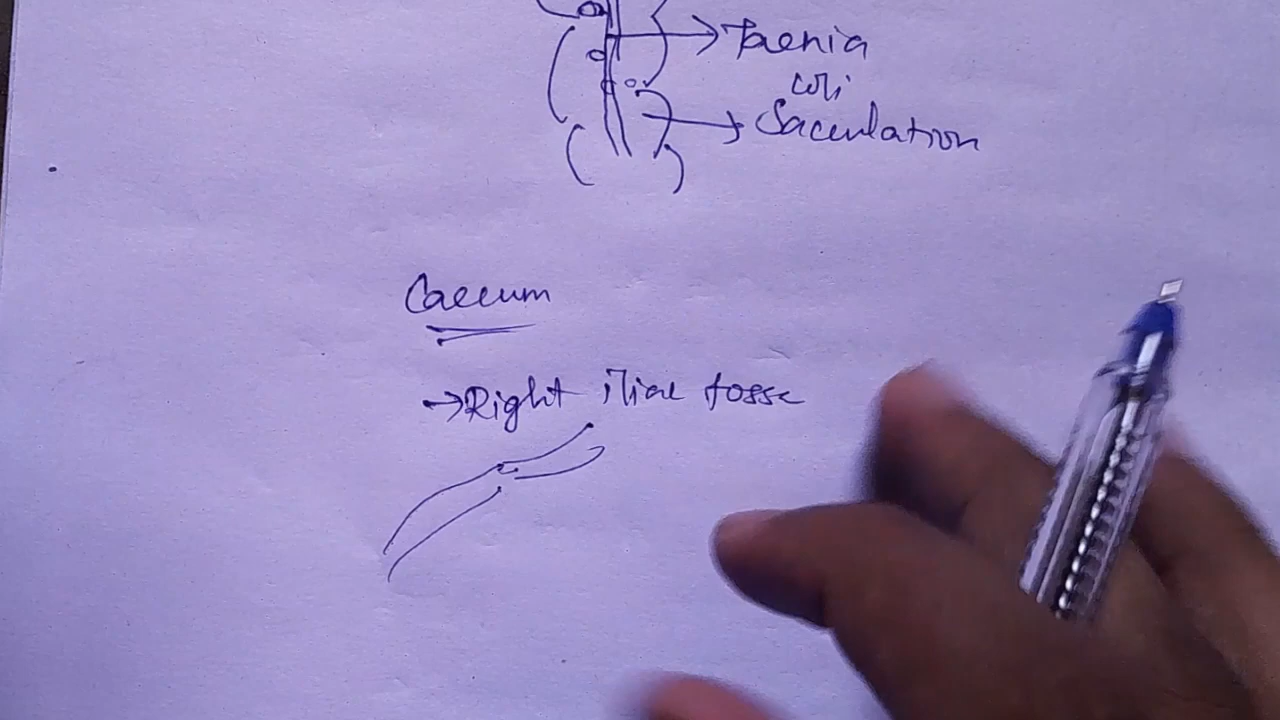 Taenia
coli
Sacculation
Caecum
→Right iliac fossa